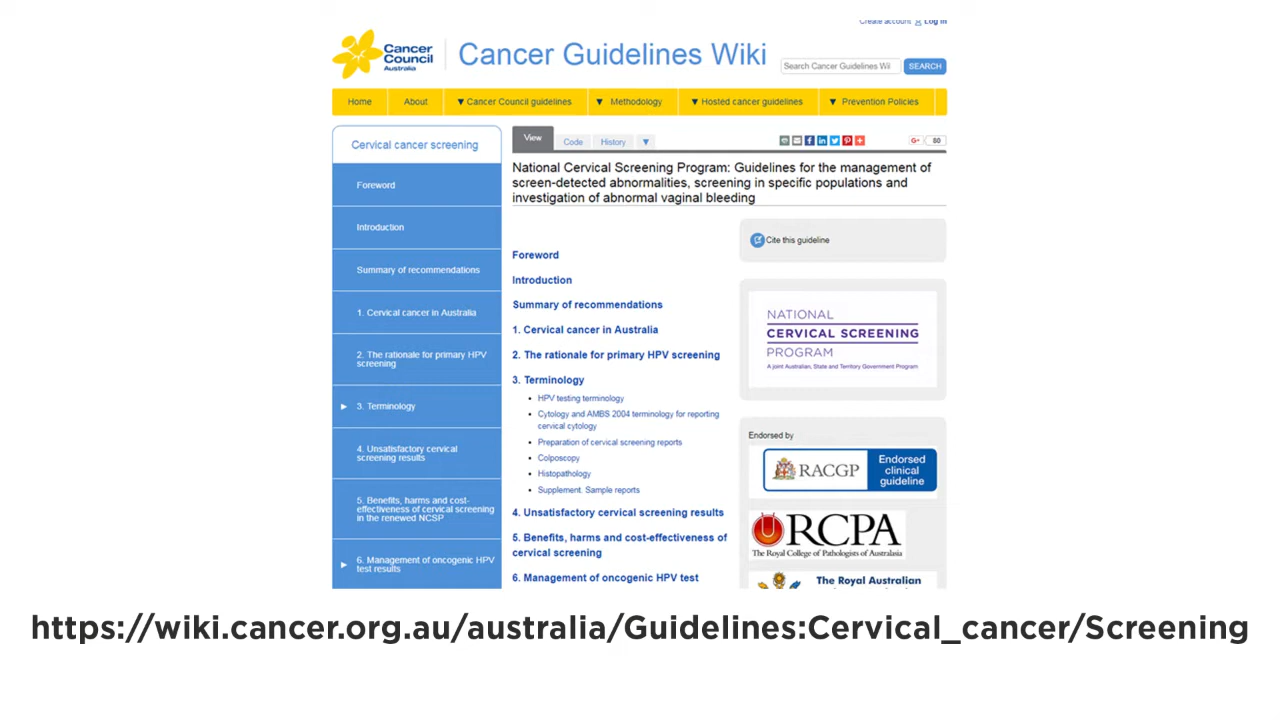 Create account Log in
Cancer
Council
Australia
Cancer Guidelines Wiki
Search Cancer Guidelines Wi
SEARCH
Home
About
▼ Cancer Council guidelines
▼ Methodology
▼ Hosted cancer guidelines
▼ Prevention Policies
Cervical cancer screening
Foreword
Introduction
Summary of recommendations
1. Cervical cancer in Australia
2. The rationale for primary HPV
screening
3. Terminology
4. Unsatisfactory cervical
screening results
5. Benefits, harms and cost-
effectiveness of cervical screening
in the renewed NCSP
6. Management of oncogenic HPV
test results
View
Code
History
▼
G+ 80
National Cervical Screening Program: Guidelines for the management of
screen-detected abnormalities, screening in specific populations and
investigation of abnormal vaginal bleeding
Foreword
Introduction
Summary of recommendations
1. Cervical cancer in Australia
2. The rationale for primary HPV screening
3. Terminology
• HPV testing terminology
• Cytology and AMBS 2004 terminology for reporting
cervical cytology
• Preparation of cervical screening reports
• Colposcopy
• Histopathology
• Supplement. Sample reports
4. Unsatisfactory cervical screening results
5. Benefits, harms and cost-effectiveness of
cervical screening
6. Management of oncogenic HPV test
Cite this guideline
NATIONAL
CERVICAL SCREENING
PROGRAM
A joint Australian, State and Territory Government Program
Endorsed by
RACGP
Endorsed
clinical
guideline
RCPA
The Royal College of Pathologists of Australasia
The Royal Australian
https://wiki.cancer.org.au/australia/Guidelines:Cervical_cancer/Screening